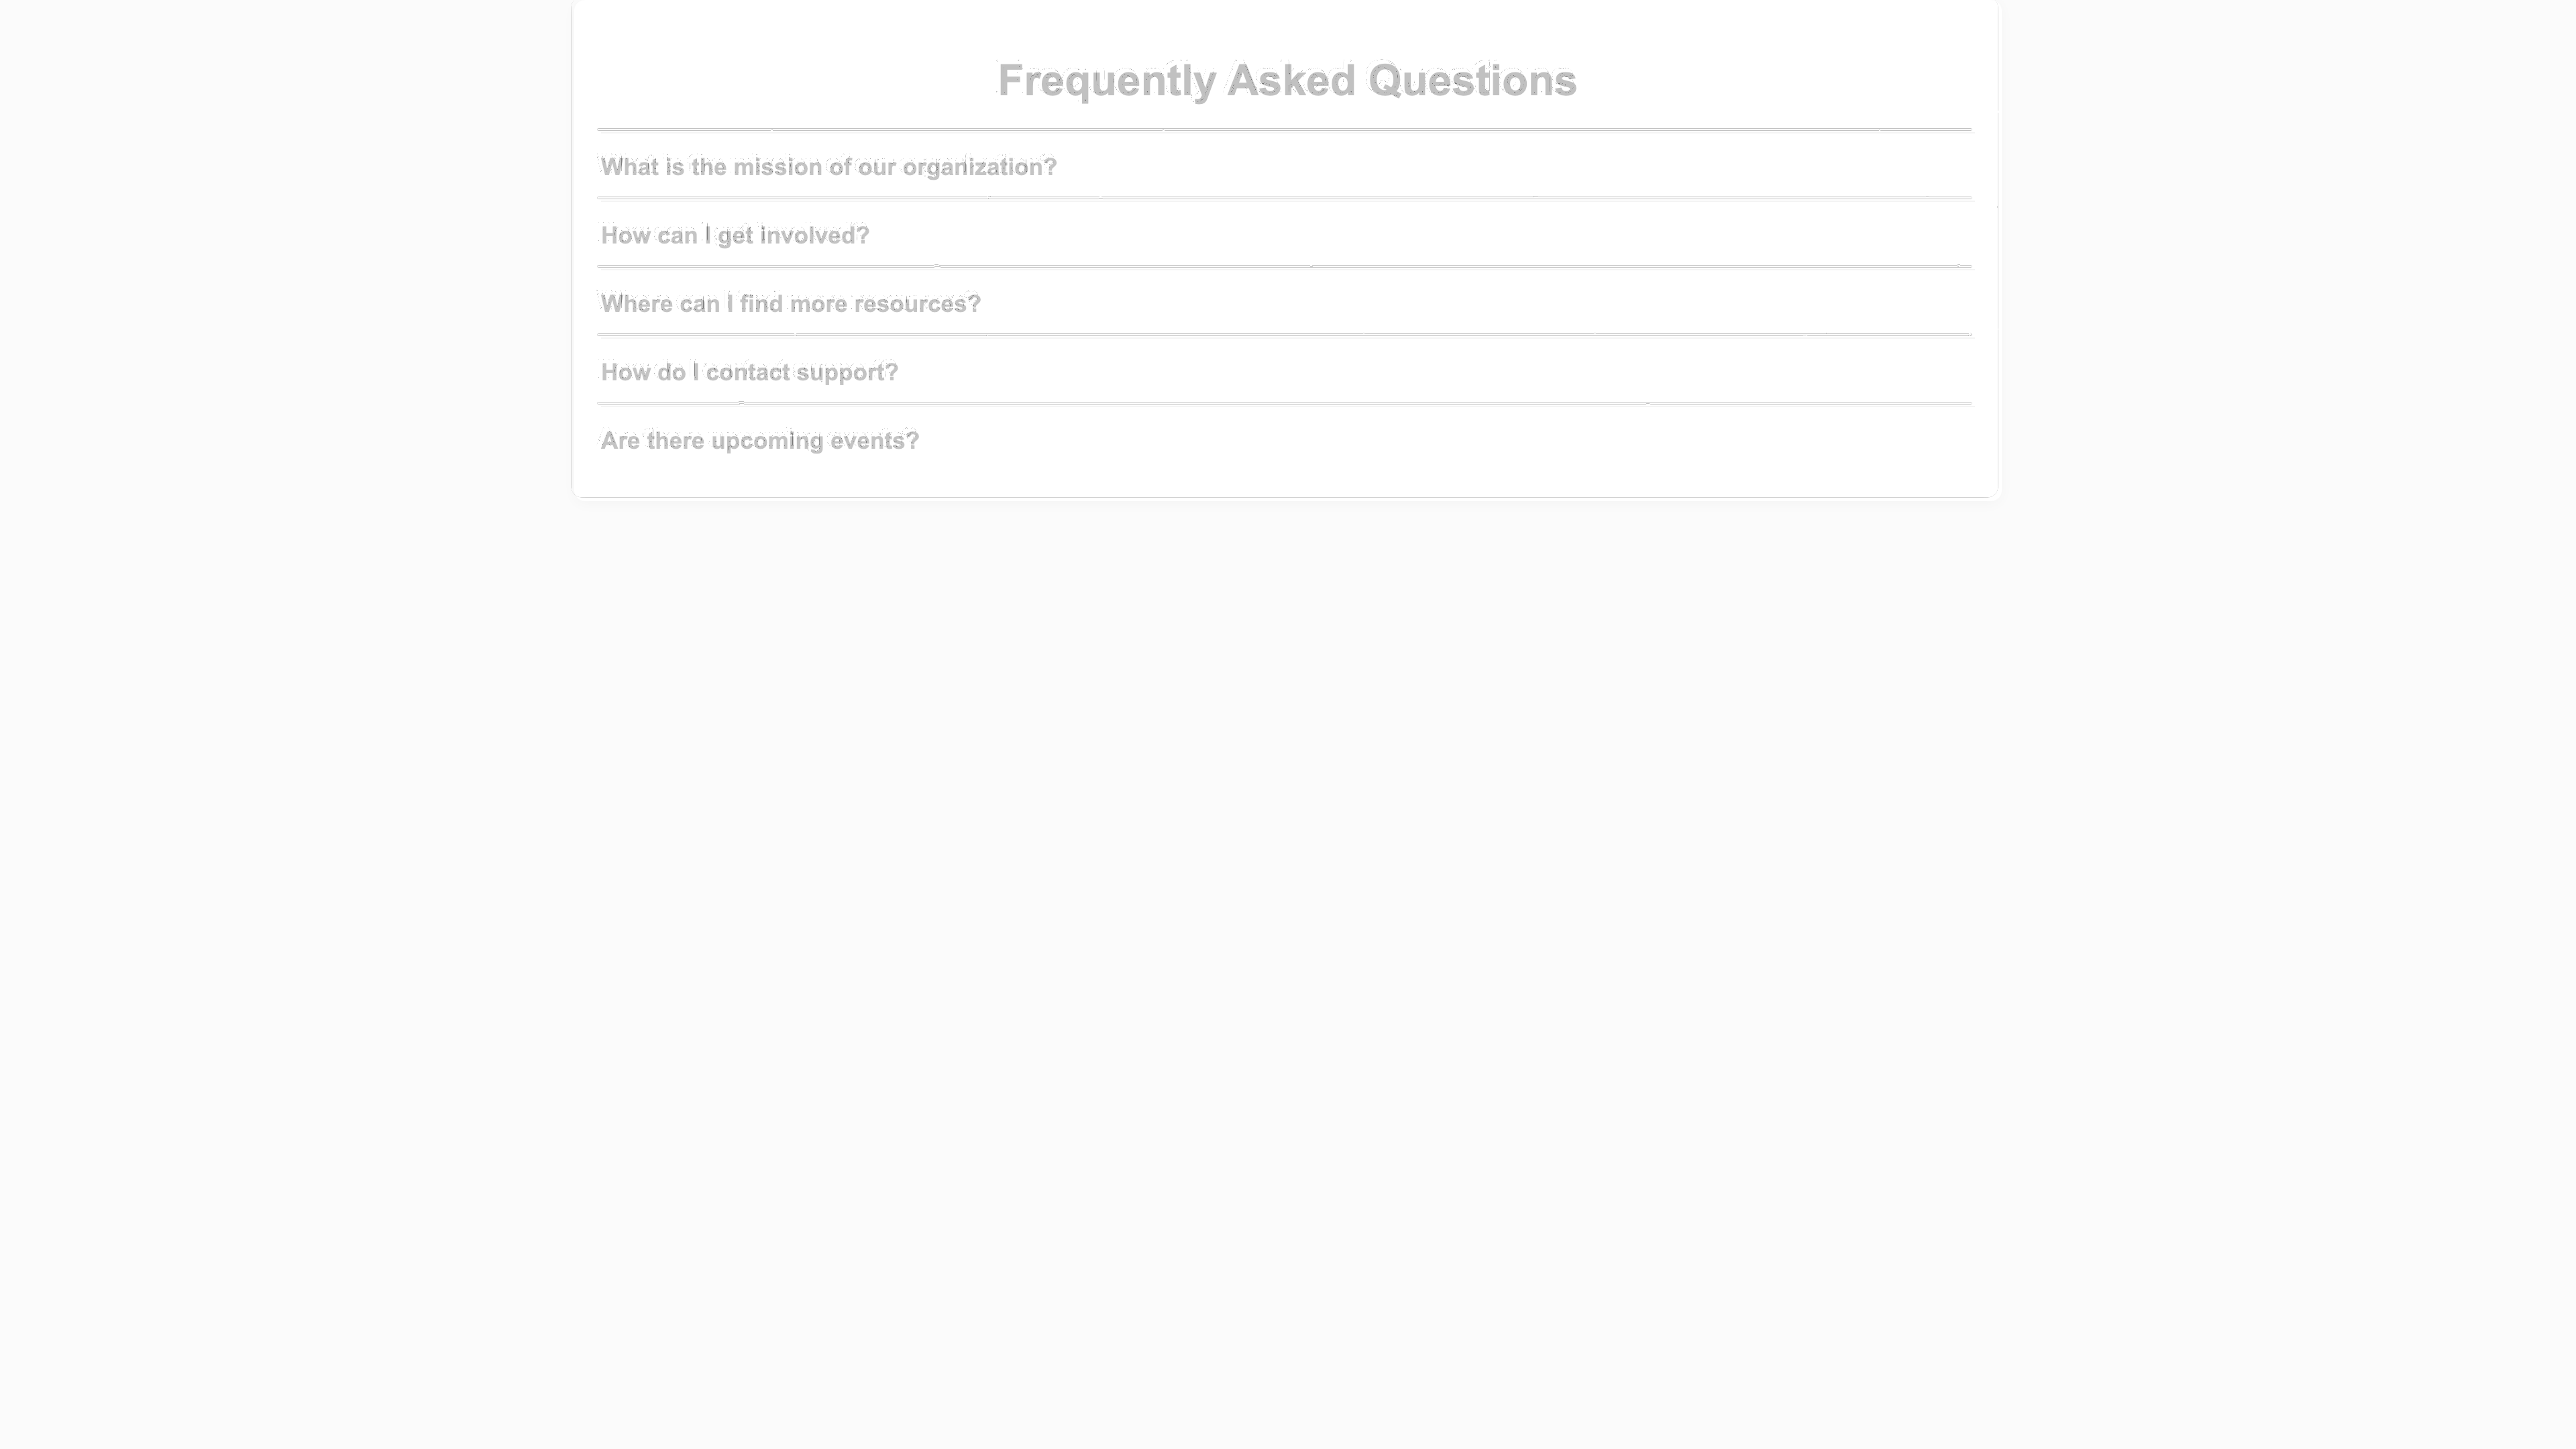 Frequently Asked Questions
What is the mission of our organization?
How can I get involved?
Where can I find more resources?
How do I contact support?
Are there upcoming events?